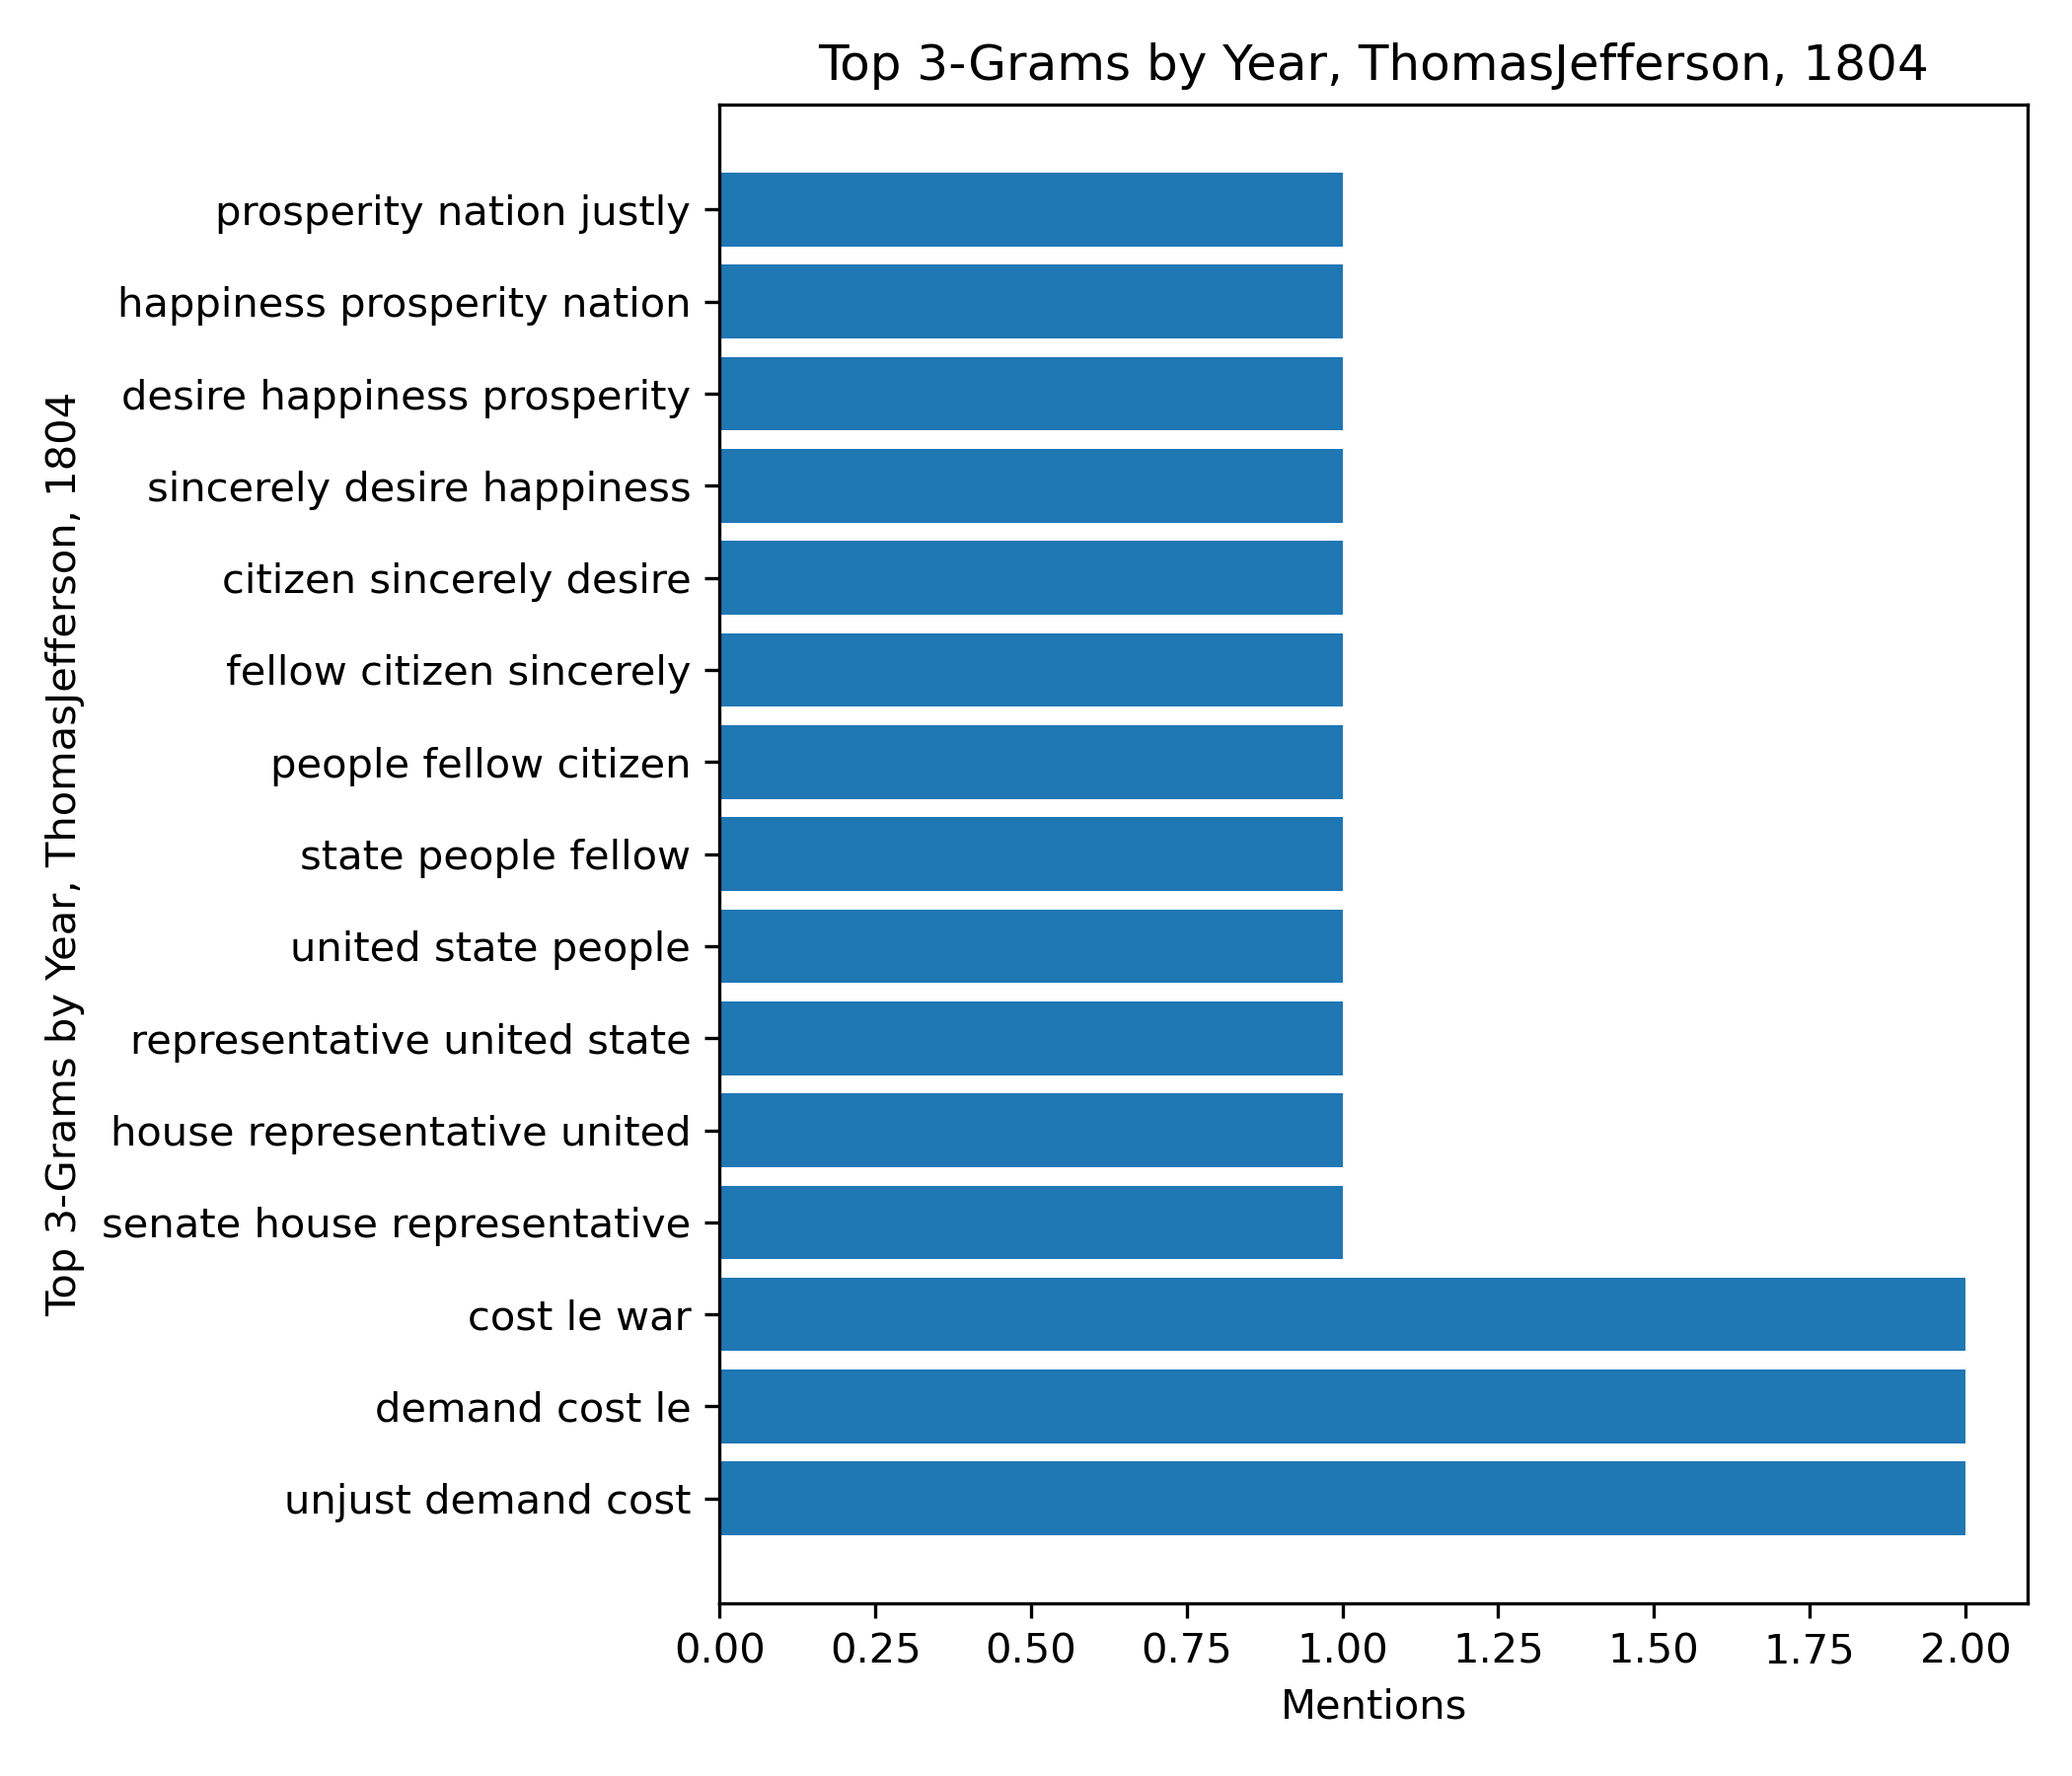 Top 3-Grams by Year, ThomasJefferson, 1804
Top 3-Grams by Year, ThomasJefferson, 1804
prosperity nation justly
happiness prosperity nation
desire happiness prosperity
sincerely desire happiness
citizen sincerely desire
fellow citizen sincerely
people fellow citizen
state people fellow
united state people
representative united state
house representative united
senate house representative
cost le war
demand cost le
unjust demand cost
0.00 0.25 0.50 0.75 1.00 1.25 1.50 1.75 2.00
Mentions